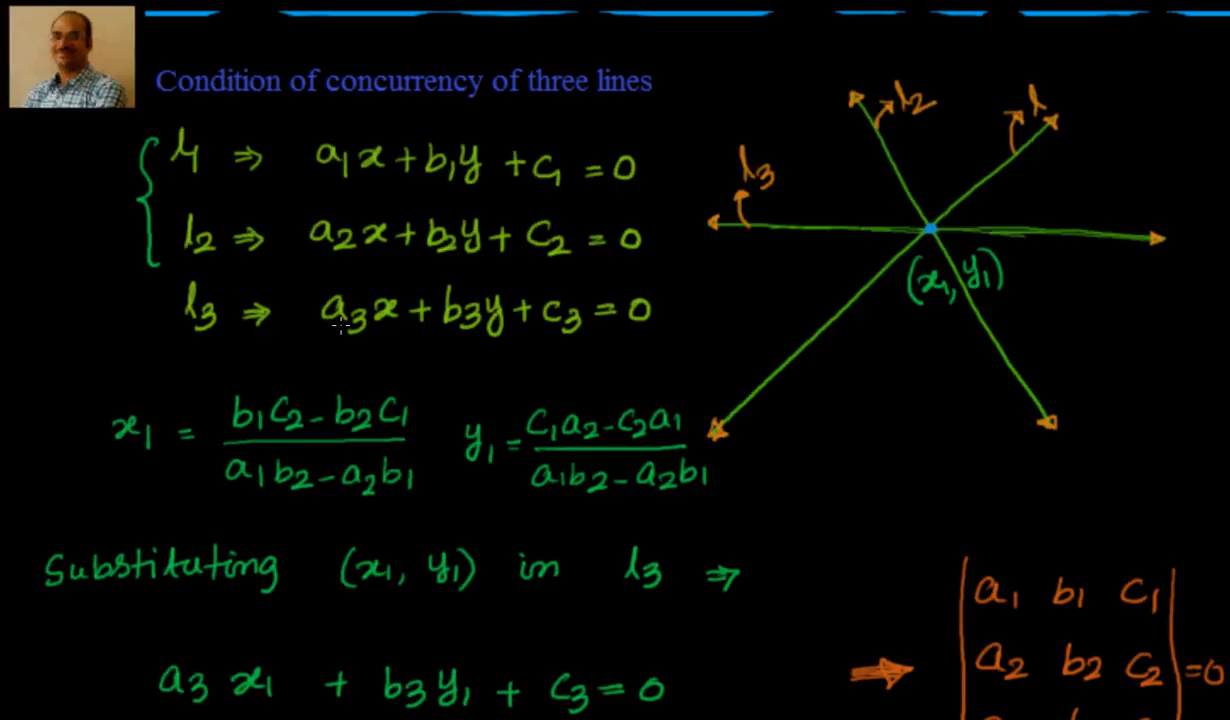 Condition of concurrency of three lines
l1 ⇒ a1x + b1y + c1 = 0
l2 ⇒ a2x + b2y + c2 = 0
l3 ⇒ a3x + b3y + c3 = 0
l2
l
l3
(x1, y1)
x1 = (b1c2 - b2c1) / (a1b2 - a2b1) y1 = (c1a2 - c2a1) / (a1b2 - a2b1)
Substituting (x1, y1) in l3 ⇒
a3 x1 + b3y1 + c3 = 0
⇒ | a1 b1 c1 |
| a2 b2 c2 | = 0